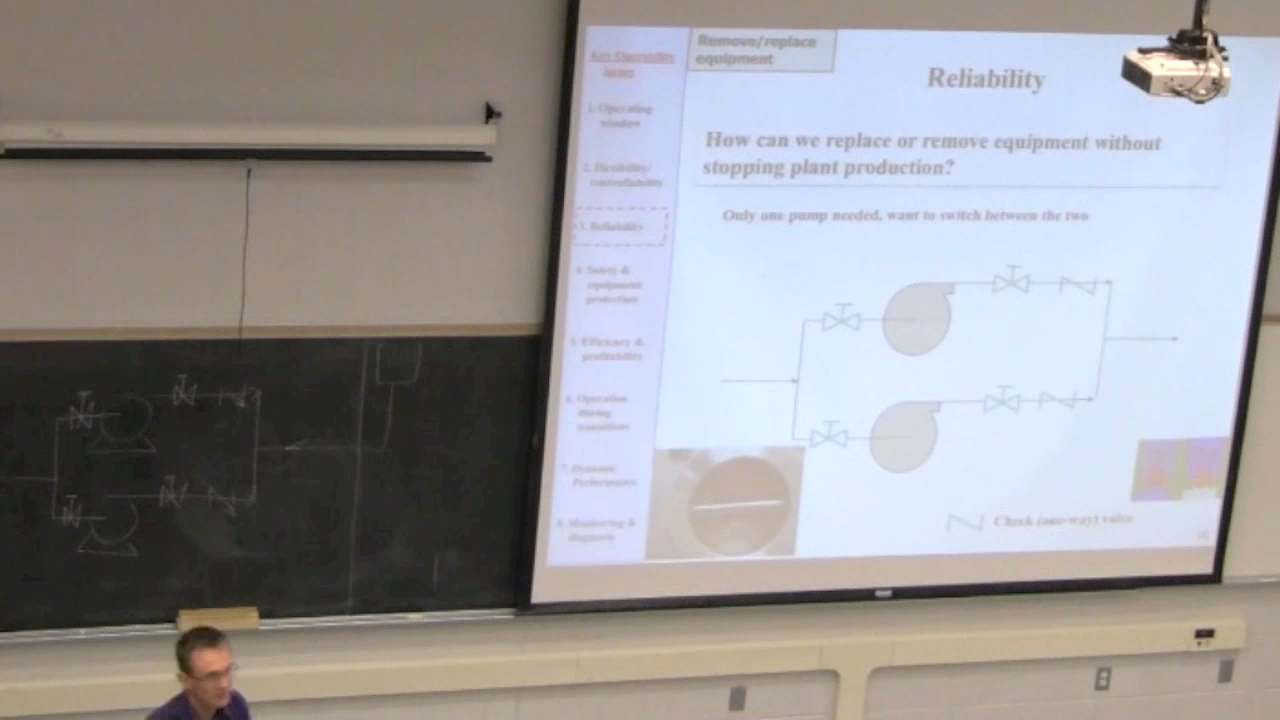 Key Operability
issues
1. Operating
window
2. Flexibility/
controllability
3. Reliability
4. Safety &
equipment
protection
5. Efficiency &
profitability
6. Operation
during
transitions
7. Dynamic
Performance
8. Monitoring &
diagnosis
Remove/replace
equipment
Reliability
How can we replace or remove equipment without
stopping plant production?
Only one pump needed, want to switch between the two
Check (one-way) valve